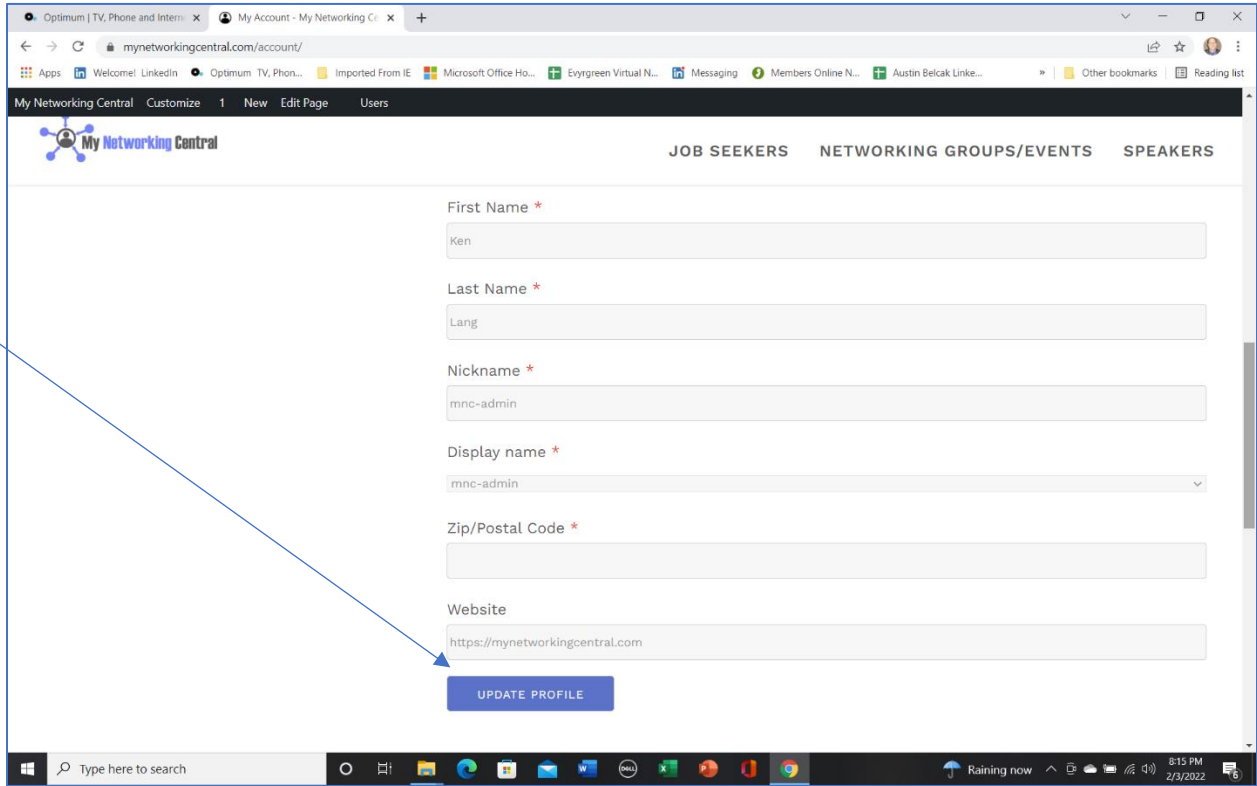 Optimum | TV, Phone and Intern
My Account - My Networking Ce
mynetworkingcentral.com/account/
Apps Welcome! LinkedIn Optimum TV, Phon... Imported From IE Microsoft Office Ho... Evyrgreen Virtual N... Messaging Members Online N... Austin Belcak Linke... » Other bookmarks Reading list
My Networking Central Customize 1 New Edit Page Users
My Networking Central
JOB SEEKERS NETWORKING GROUPS/EVENTS SPEAKERS
First Name *
Ken
Last Name *
Lang
Nickname *
mnc-admin
Display name *
mnc-admin
Zip/Postal Code *
Website
https://mynetworkingcentral.com
UPDATE PROFILE
Type here to search
DELL
Raining now
8:15 PM
2/3/2022
6